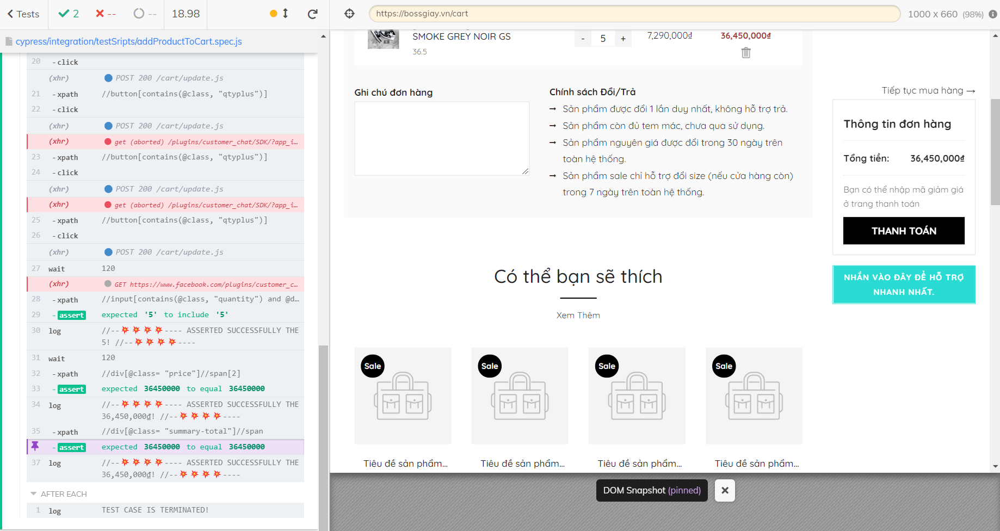 Tests
2
--
--
18.98
https://bossgiay.vn/cart
1000 x 660 (98%)
cypress/integration/testSripts/addProductToCart.spec.js
20 - click
(xhr) POST 200 /cart/update.js
21 - xpath //button[contains(@class, "qtyplus")]
22 - click
(xhr) POST 200 /cart/update.js
(xhr) get (aborted) /plugins/customer_chat/SDK/?app_i...
23 - xpath //button[contains(@class, "qtyplus")]
24 - click
(xhr) POST 200 /cart/update.js
(xhr) get (aborted) /plugins/customer_chat/SDK/?app_i...
25 - xpath //button[contains(@class, "qtyplus")]
26 - click
(xhr) POST 200 /cart/update.js
27 wait 120
(xhr) GET https://www.facebook.com/plugins/customer_c...
28 - xpath //input[contains(@class, "quantity") and @d...
29 - assert expected '5' to include '5'
30 log //--💥💥💥💥---- ASSERTED SUCCESSFULLY THE
5! //--💥💥💥💥----
31 wait 120
32 - xpath //div[@class= "price"]//span[2]
33 - assert expected 36450000 to equal 36450000
34 log //--💥💥💥💥---- ASSERTED SUCCESSFULLY THE
36,450,000₫! //--💥💥💥💥----
35 - xpath //div[@class= "summary-total"]//span
- assert expected 36450000 to equal 36450000
37 log //--💥💥💥💥---- ASSERTED SUCCESSFULLY THE
36,450,000₫! //--💥💥💥💥----
AFTER EACH
1 log TEST CASE IS TERMINATED!
SMOKE GREY NOIR GS
36.5
- 5 +
7,290,000₫
36,450,000₫
Ghi chú đơn hàng
Chính sách Đổi/Trả
→ Sản phẩm được đổi 1 lần duy nhất, không hỗ trợ trả.
→ Sản phẩm còn đủ tem mác, chưa qua sử dụng.
→ Sản phẩm nguyên giá được đổi trong 30 ngày trên
toàn hệ thống.
→ Sản phẩm sale chỉ hỗ trợ đổi size (nếu cửa hàng còn)
trong 7 ngày trên toàn hệ thống.
Tiếp tục mua hàng →
Thông tin đơn hàng
Tổng tiền: 36,450,000₫
Bạn có thể nhập mã giảm giá
ở trang thanh toán
THANH TOÁN
NHẮN VÀO ĐÂY ĐỂ HỖ TRỢ
NHANH NHẤT.
Có thể bạn sẽ thích
Xem Thêm
Sale
Sale
Sale
Sale
Tiêu đề sản phẩm...
Tiêu đề sản phẩm...
Tiêu đề sản phẩm...
Tiêu đề sản phẩm...
DOM Snapshot (pinned)